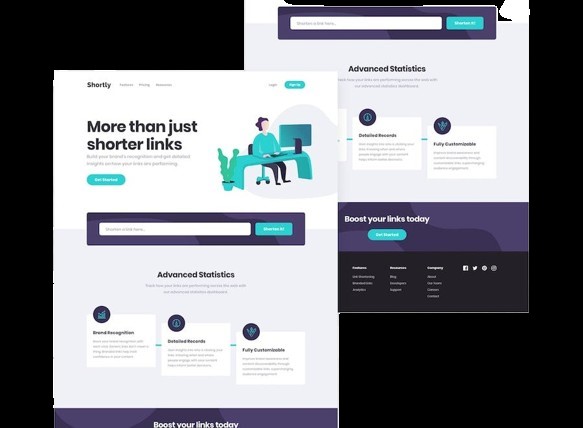 Shortly
Features Pricing Resources
Login
Sign Up
More than just
shorter links
Build your brand's recognition and get detailed
insights on how your links are performing.
Get Started
Shorten a link here...
Shorten It!
Advanced Statistics
Track how your links are performing across the web with
our advanced statistics dashboard.
Brand Recognition
Detailed Records
Fully Customizable
Boost your links today
Shorten a link here...
Shorten It!
Advanced Statistics
how your links are performing across the web with
our advanced statistics dashboard.
Detailed Records
Fully Customizable
Boost your links today
Get Started
Features
Link Shortening
Branded Links
Analytics
Resources
Blog
Developers
Support
Company
About
Our Team
Careers
Contact